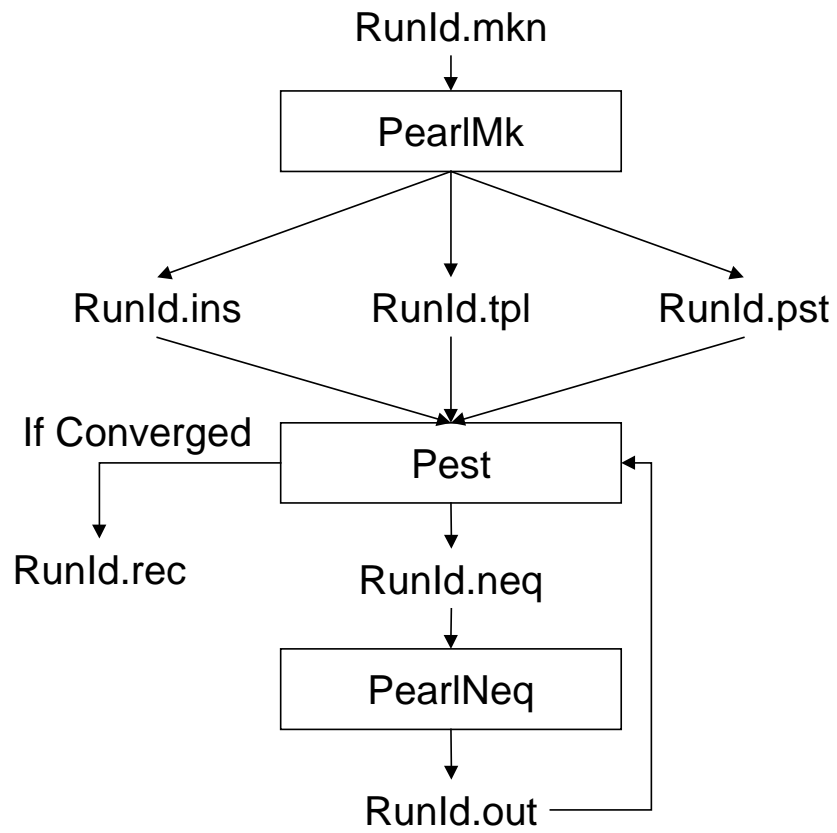 RunId.mkn
PearlMk
RunId.ins
RunId.tpl
RunId.pst
If Converged
Pest
RunId.rec
RunId.neq
PearlNeq
RunId.out